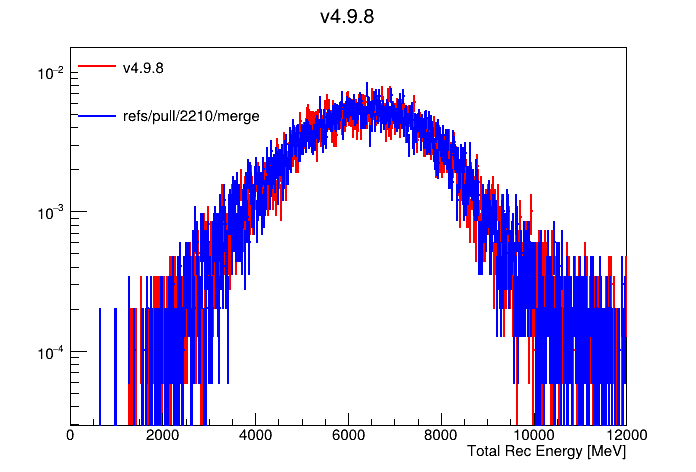 v4.9.8
v4.9.8
refs/pull/2210/merge
10⁻²
10⁻³
10⁻⁴
0 2000 4000 6000 8000 10000 12000
Total Rec Energy [MeV]